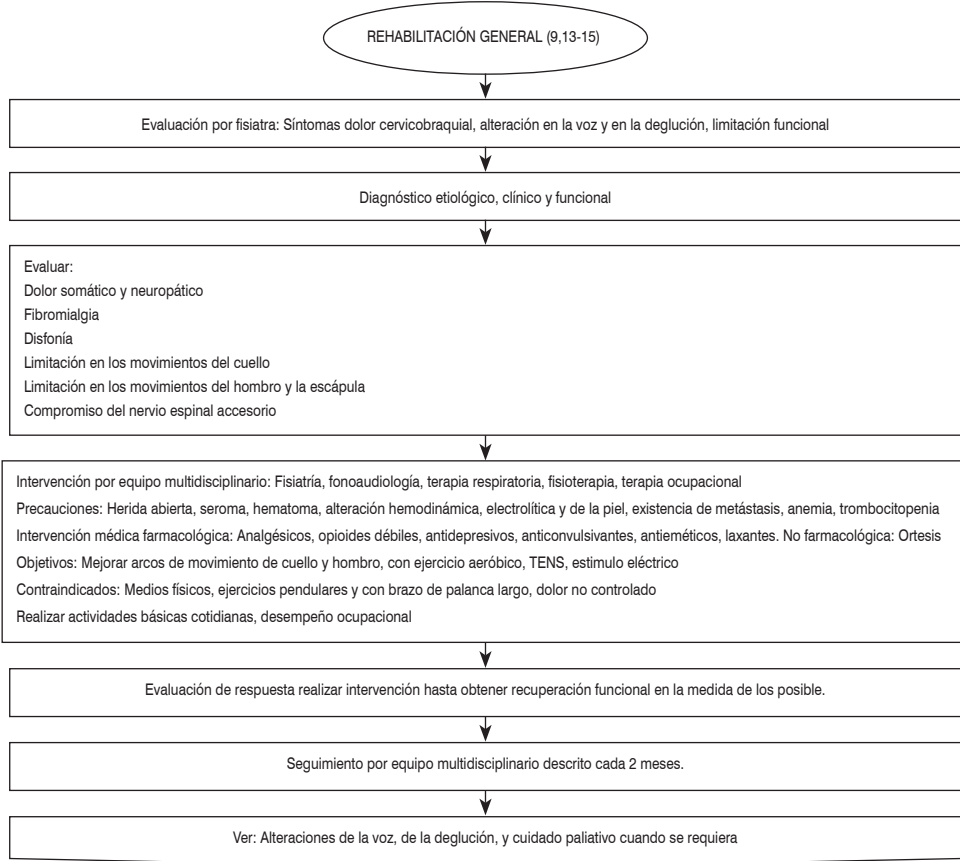 REHABILITACIÓN GENERAL (9,13-15)
Evaluación por fisiatra: Síntomas dolor cervicobraquial, alteración en la voz y en la deglución, limitación funcional
Diagnóstico etiológico, clínico y funcional
Evaluar:
Dolor somático y neuropático
Fibromialgia
Disfonía
Limitación en los movimientos del cuello
Limitación en los movimientos del hombro y la escápula
Compromiso del nervio espinal accesorio
Intervención por equipo multidisciplinario: Fisiatría, fonoaudiología, terapia respiratoria, fisioterapia, terapia ocupacional
Precauciones: Herida abierta, seroma, hematoma, alteración hemodinámica, electrolítica y de la piel, existencia de metástasis, anemia, trombocitopenia
Intervención médica farmacológica: Analgésicos, opioides débiles, antidepresivos, anticonvulsivantes, antieméticos, laxantes. No farmacológica: Ortesis
Objetivos: Mejorar arcos de movimiento de cuello y hombro, con ejercicio aeróbico, TENS, estimulo eléctrico
Contraindicados: Medios físicos, ejercicios pendulares y con brazo de palanca largo, dolor no controlado
Realizar actividades básicas cotidianas, desempeño ocupacional
Evaluación de respuesta realizar intervención hasta obtener recuperación funcional en la medida de los posible.
Seguimiento por equipo multidisciplinario descrito cada 2 meses.
Ver: Alteraciones de la voz, de la deglución, y cuidado paliativo cuando se requiera